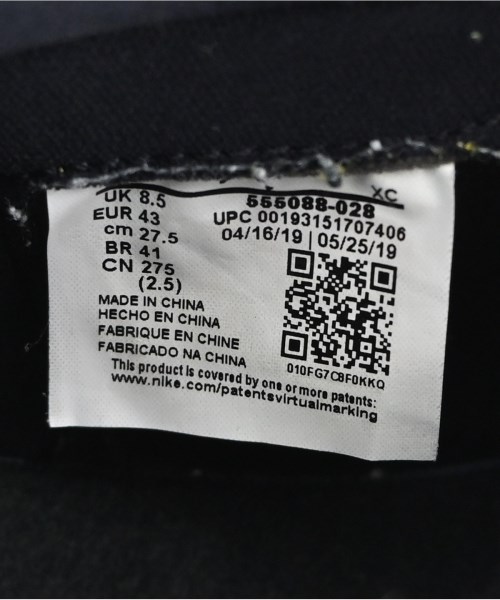 XC
UK 8.5
EUR 43
cm 27.5
BR 41
CN 275
(2.5)
555088-028
UPC 00193151707406
04/16/19 | 05/25/19
MADE IN CHINA
HECHO EN CHINA
FABRIQUE EN CHINE
FABRICADO NA CHINA
010FG7C8F0KKQ
This product is covered by one or more patents:
www.nike.com/patentsvirtualmarking